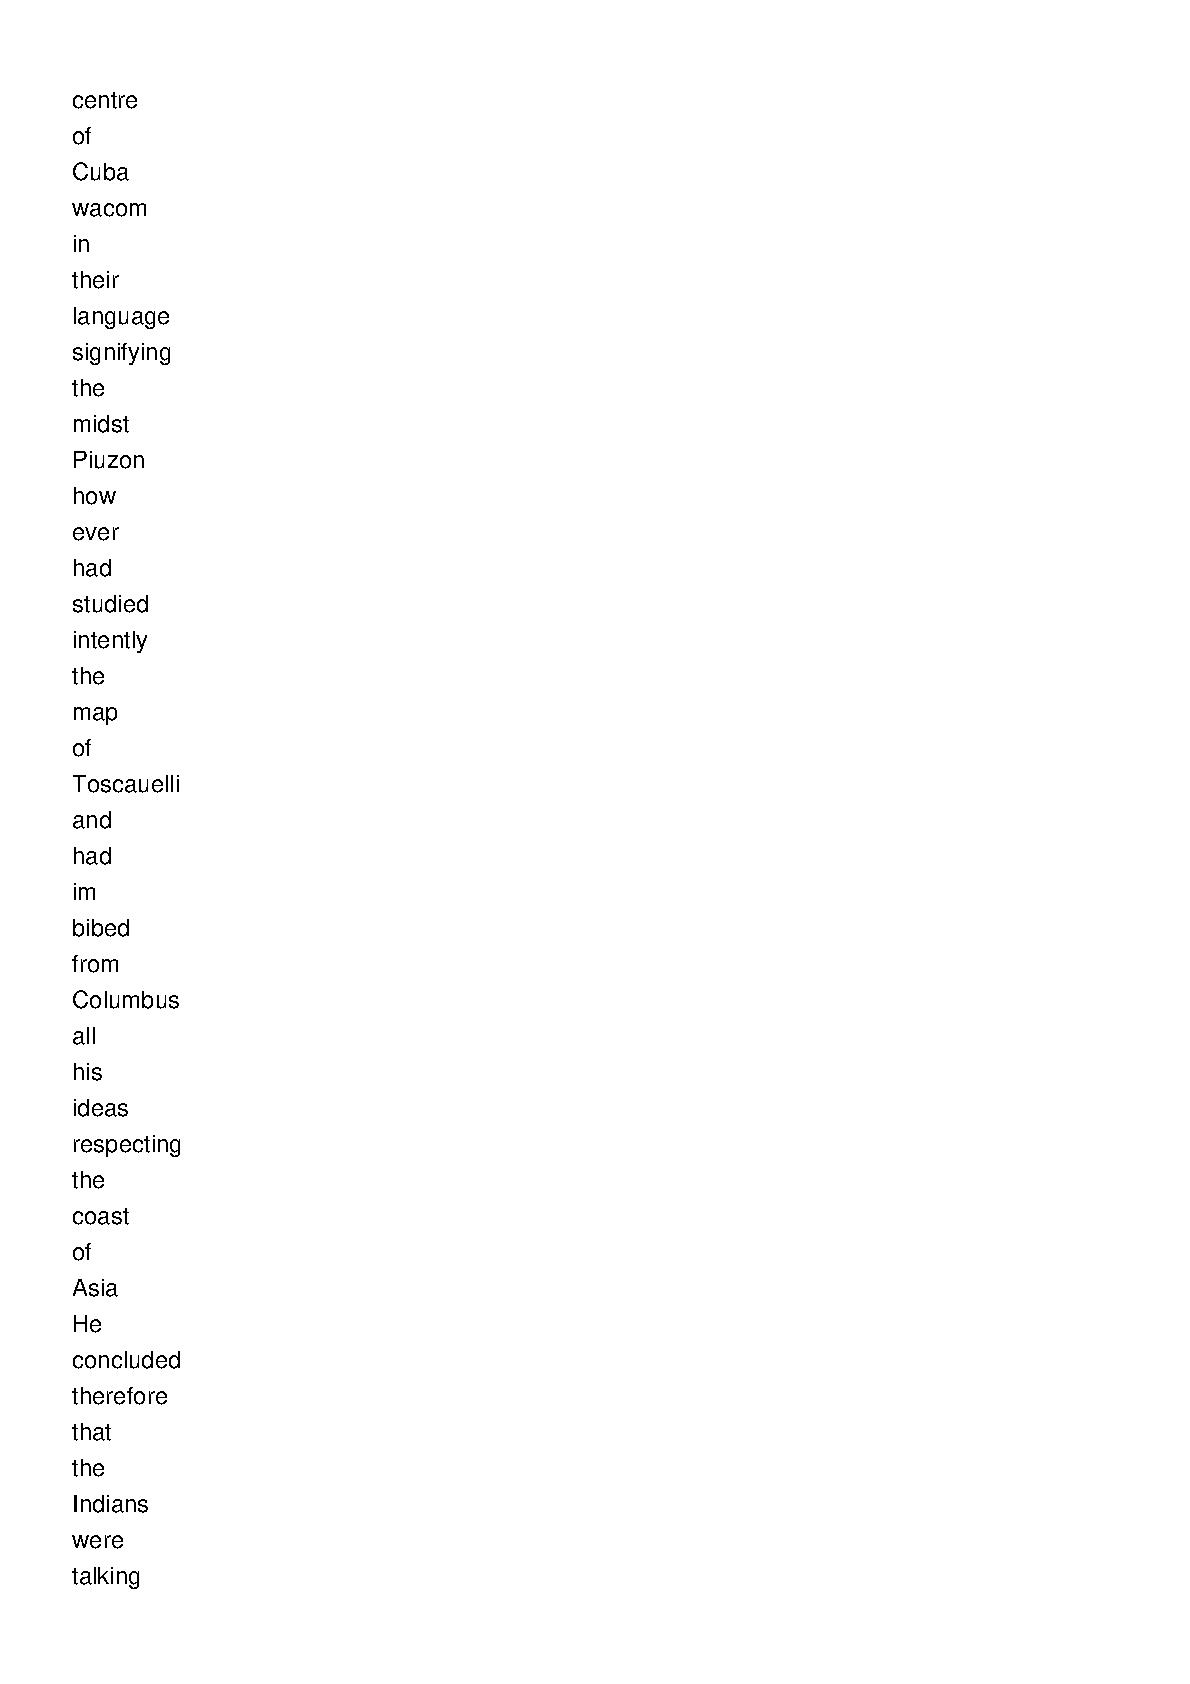 centre
of
Cuba
wacom
in
their
language
signifying
the
midst
Piuzon
how
ever
had
studied
intently
the
map
of
Toscauelli
and
had
im
bibed
from
Columbus
all
his
ideas
respecting
the
coast
of
Asia
He
concluded
therefore
that
the
Indians
were
talking